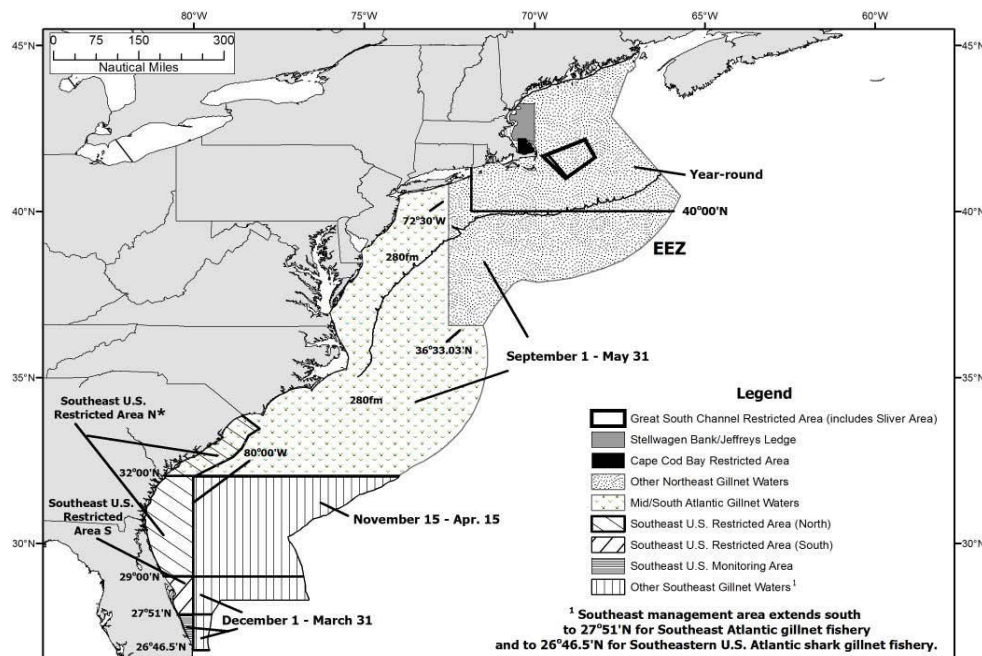 80°W
75°W
70°W
65°W
60°W
45°N
45°N
0 75 150 300
Nautical Miles
Year-round
40°N
72°30'W
40°00'N
40°N
280fm
EEZ
36°33.03'N
September 1 - May 31
35°N
35°N
280fm
Southeast U.S.
Restricted Area N*
80°00'W
32°00'N
Southeast U.S.
Restricted
Area S
November 15 - Apr. 15
30°N
30°N
29°00'N
27°51'N
December 1 - March 31
26°46.5'N
Legend
Great South Channel Restricted Area (includes Sliver Area)
Stellwagen Bank/Jeffreys Ledge
Cape Cod Bay Restricted Area
Other Northeast Gillnet Waters
Mid/South Atlantic Gillnet Waters
Southeast U.S. Restricted Area (North)
Southeast U.S. Restricted Area (South)
Southeast U.S. Monitoring Area
Other Southeast Gillnet Waters¹
¹ Southeast management area extends south
to 27°51'N for Southeast Atlantic gillnet fishery
and to 26°46.5'N for Southeastern U.S. Atlantic shark gillnet fishery.